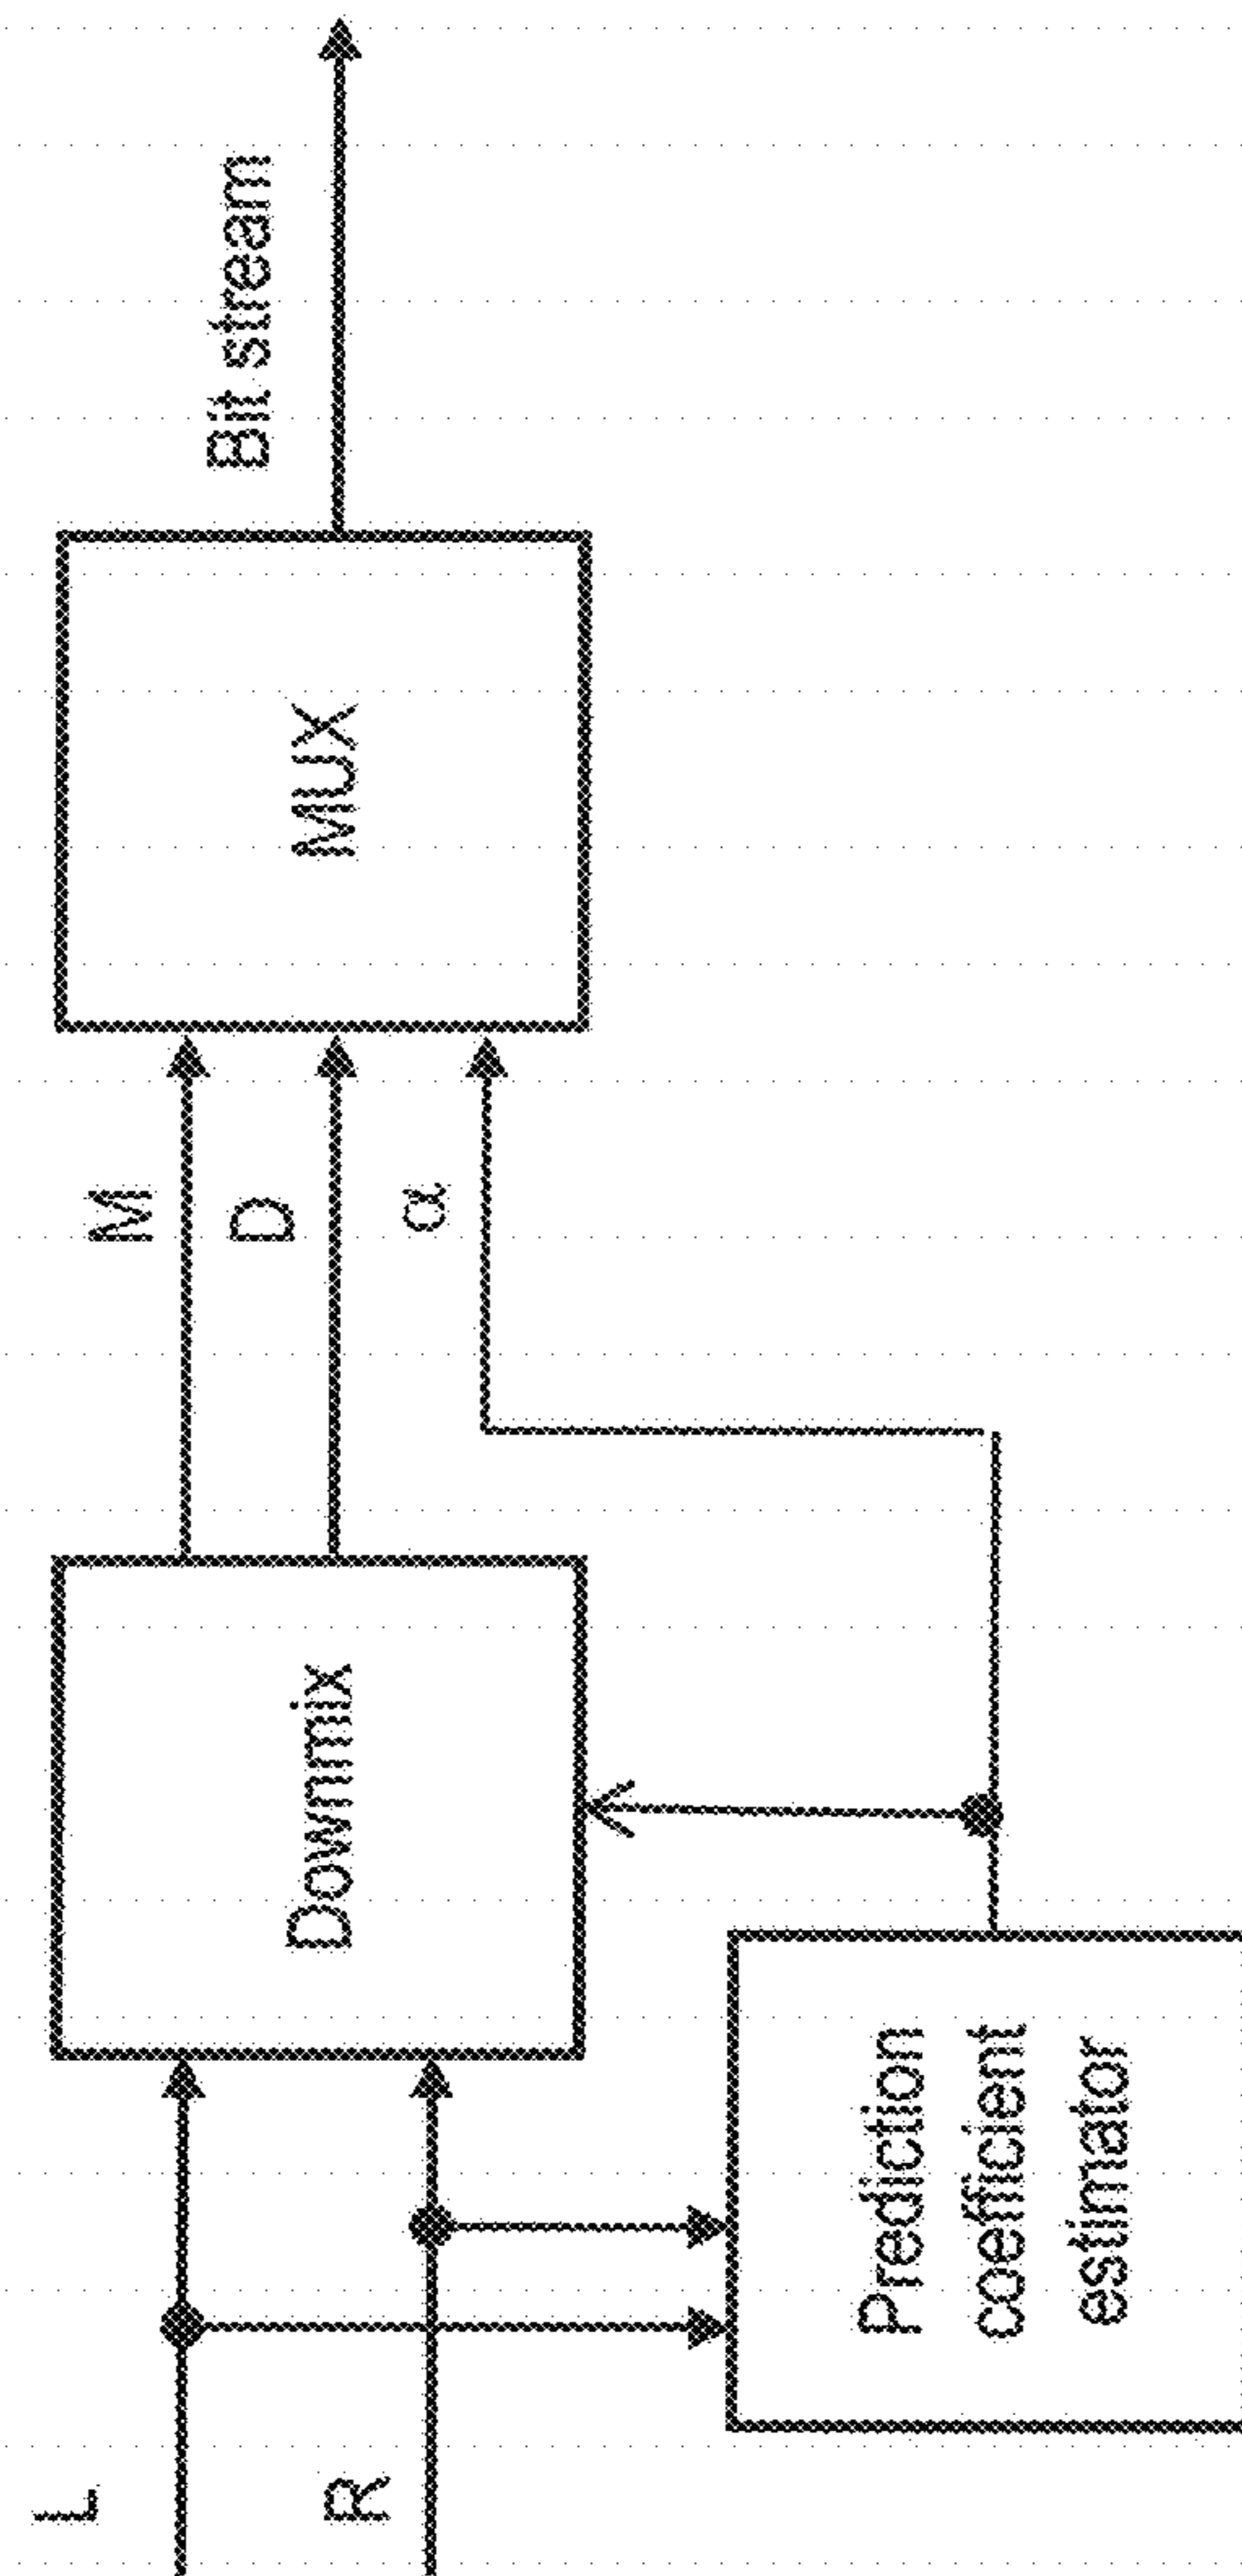 L
R
Downmix
Prediction
coefficient
estimator
M
D
α
MUX
Bit stream